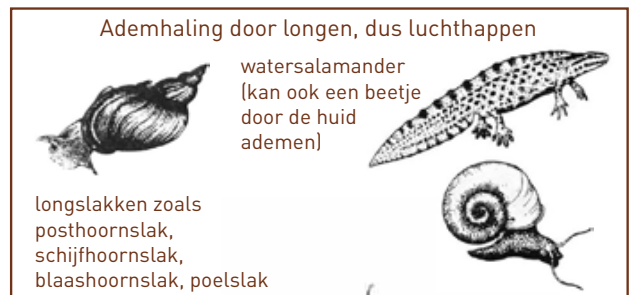 Ademhaling door longen, dus luchthappen
watersalamander
(kan ook een beetje
door de huid
ademen)
longslakken zoals
posthoornslak,
schijfhoornslak,
blaashoornslak, poelslak